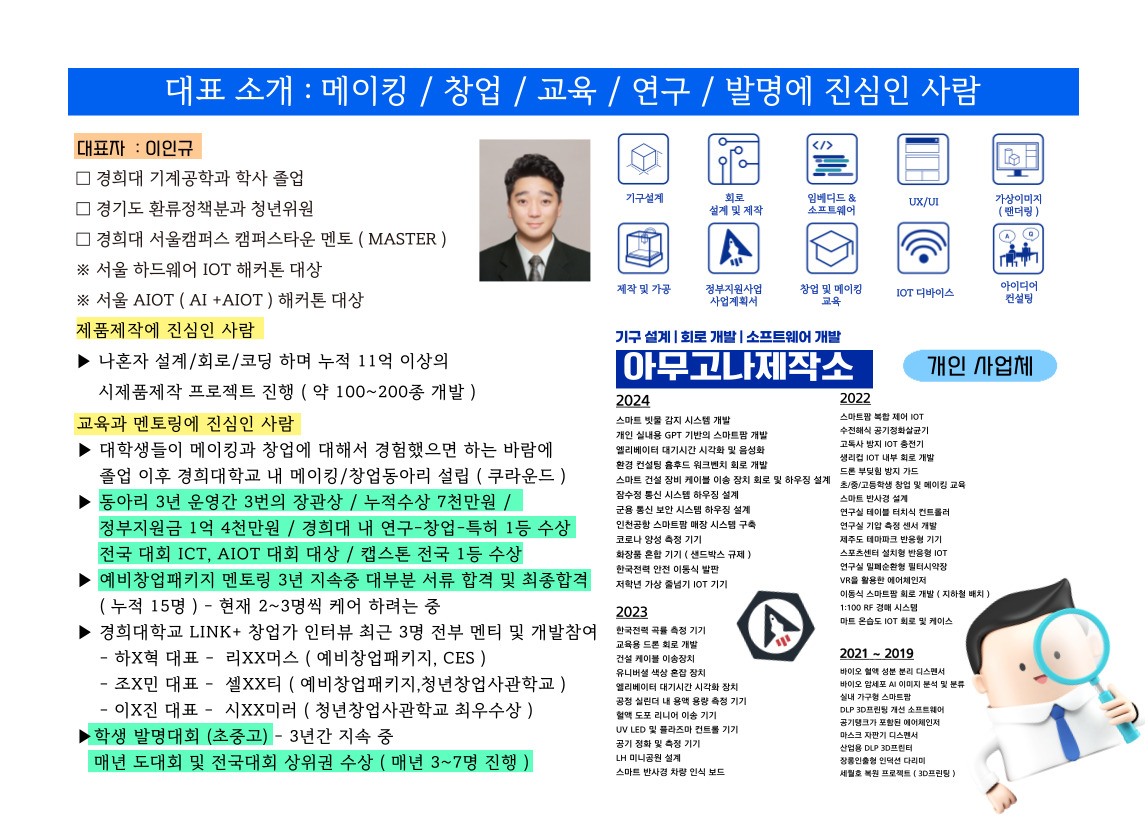 대표 소개 : 메이킹 / 창업 / 교육 / 연구 / 발명에 진심인 사람
대표자 : 이인규
□ 경희대 기계공학과 학사 졸업
□ 경기도 환류정책분과 청년위원
□ 경희대 서울캠퍼스 캠퍼스타운 멘토 ( MASTER )
※ 서울 하드웨어 IOT 해커톤 대상
※ 서울 AIOT ( AI +AIOT ) 해커톤 대상
제품제작에 진심인 사람
▶ 나혼자 설계/회로/코딩 하며 누적 11억 이상의
시제품제작 프로젝트 진행 ( 약 100~200종 개발 )
교육과 멘토링에 진심인 사람
▶ 대학생들이 메이킹과 창업에 대해서 경험했으면 하는 바람에
졸업 이후 경희대학교 내 메이킹/창업동아리 설립 ( 쿠라운드 )
▶ 동아리 3년 운영간 3번의 장관상 / 누적수상 7천만원 /
정부지원금 1억 4천만원 / 경희대 내 연구-창업-특허 1등 수상
전국 대회 ICT, AIOT 대회 대상 / 캡스톤 전국 1등 수상
▶ 예비창업패키지 멘토링 3년 지속중 대부분 서류 합격 및 최종합격
( 누적 15명 ) - 현재 2~3명씩 케어 하려는 중
▶ 경희대학교 LINK+ 창업가 인터뷰 최근 3명 전부 멘티 및 개발참여
- 하X혁 대표 - 리XX머스 ( 예비창업패키지, CES )
- 조X민 대표 - 셀XX티 ( 예비창업패키지,청년창업사관학교 )
- 이X진 대표 - 시XX미러 ( 청년창업사관학교 최우수상 )
▶학생 발명대회 (초중고) - 3년간 지속 중
매년 도대회 및 전국대회 상위권 수상 ( 매년 3~7명 진행 )
기구설계
회로
설계 및 제작
</>
임베디드 &
소프트웨어
UX/UI
가상이미지
( 랜더링 )
제작 및 가공
정부지원사업
사업계획서
창업 및 메이킹
교육
IOT 디바이스
A Q
아이디어
컨설팅
기구 설계 | 회로 개발 | 소프트웨어 개발
아무고나제작소
개인 사업체
2024
스마트 빗물 감지 시스템 개발
개인 실내용 GPT 기반의 스마트팜 개발
엘리베이터 대기시간 시각화 및 음성화
환경 컨설팅 흄후드 워크벤치 회로 개발
스마트 건설 장비 케이블 이송 장치 회로 및 하우징 설계
잠수정 통신 시스템 하우징 설계
군용 통신 보안 시스템 하우징 설계
인천공항 스마트팜 매장 시스템 구축
코로나 양성 측정 기기
화장품 혼합 기기 ( 샌드박스 규제 )
한국전력 안전 이동식 발판
저학년 가상 줄넘기 IOT 기기
2023
한국전력 곡률 측정 기기
교육용 드론 회로 개발
건설 케이블 이송장치
유니버셜 색상 혼잡 장치
엘리베이터 대기시간 시각화 장치
공정 실린더 내 용액 용량 측정 기기
혈액 도포 리니어 이송 기기
UV LED 및 플라즈마 컨트롤 기기
공기 정화 및 측정 기기
LH 미니공원 설계
스마트 반사경 차량 인식 보드
2022
스마트팜 복합 제어 IOT
수전해식 공기정화살균기
고독사 방지 IOT 충전기
생리컵 IOT 내부 회로 개발
드론 부딪힘 방지 가드
초/중/고등학생 창업 및 메이킹 교육
스마트 반사경 설계
연구실 테이블 터치식 컨트롤러
연구실 기압 측정 센서 개발
제주도 테마파크 반응형 기기
스포츠센터 설치형 반응형 IOT
연구실 밀폐순환형 필터시약장
VR을 활용한 에어체인저
이동식 스마트팜 회로 개발 ( 지하철 배치 )
1:100 RF 경매 시스템
마트 온습도 IOT 회로 및 케이스
2021 ~ 2019
바이오 혈액 성분 분리 디스펜서
바이오 암세포 AI 이미지 분석 및 분류
실내 가구형 스마트팜
DLP 3D프린팅 개선 소프트웨어
공기탱크가 포함된 에어체인저
마스크 자판기 디스펜서
산업용 DLP 3D프린터
장롱인출형 인덕션 다리미
세월호 복원 프로젝트 ( 3D프린팅 )